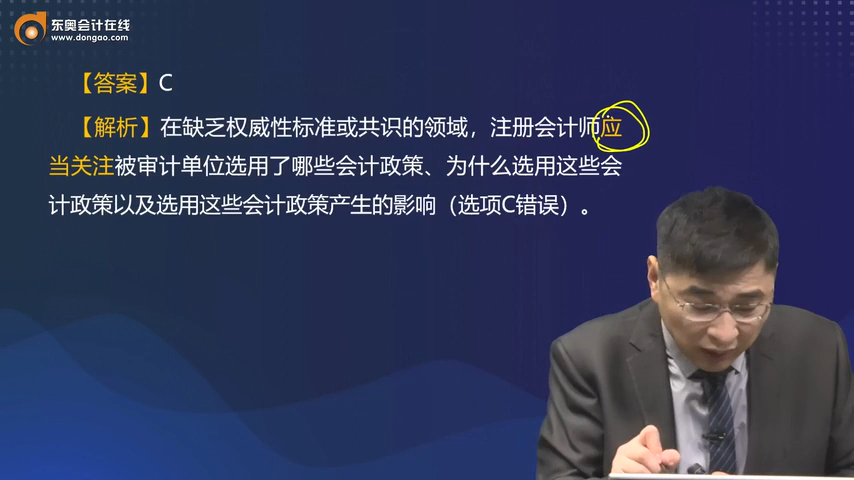 东奥会计在线
www.dongao.com
【答案】C
【解析】在缺乏权威性标准或共识的领域，注册会计师应
当关注被审计单位选用了哪些会计政策、为什么选用这些会
计政策以及选用这些会计政策产生的影响（选项C错误）。